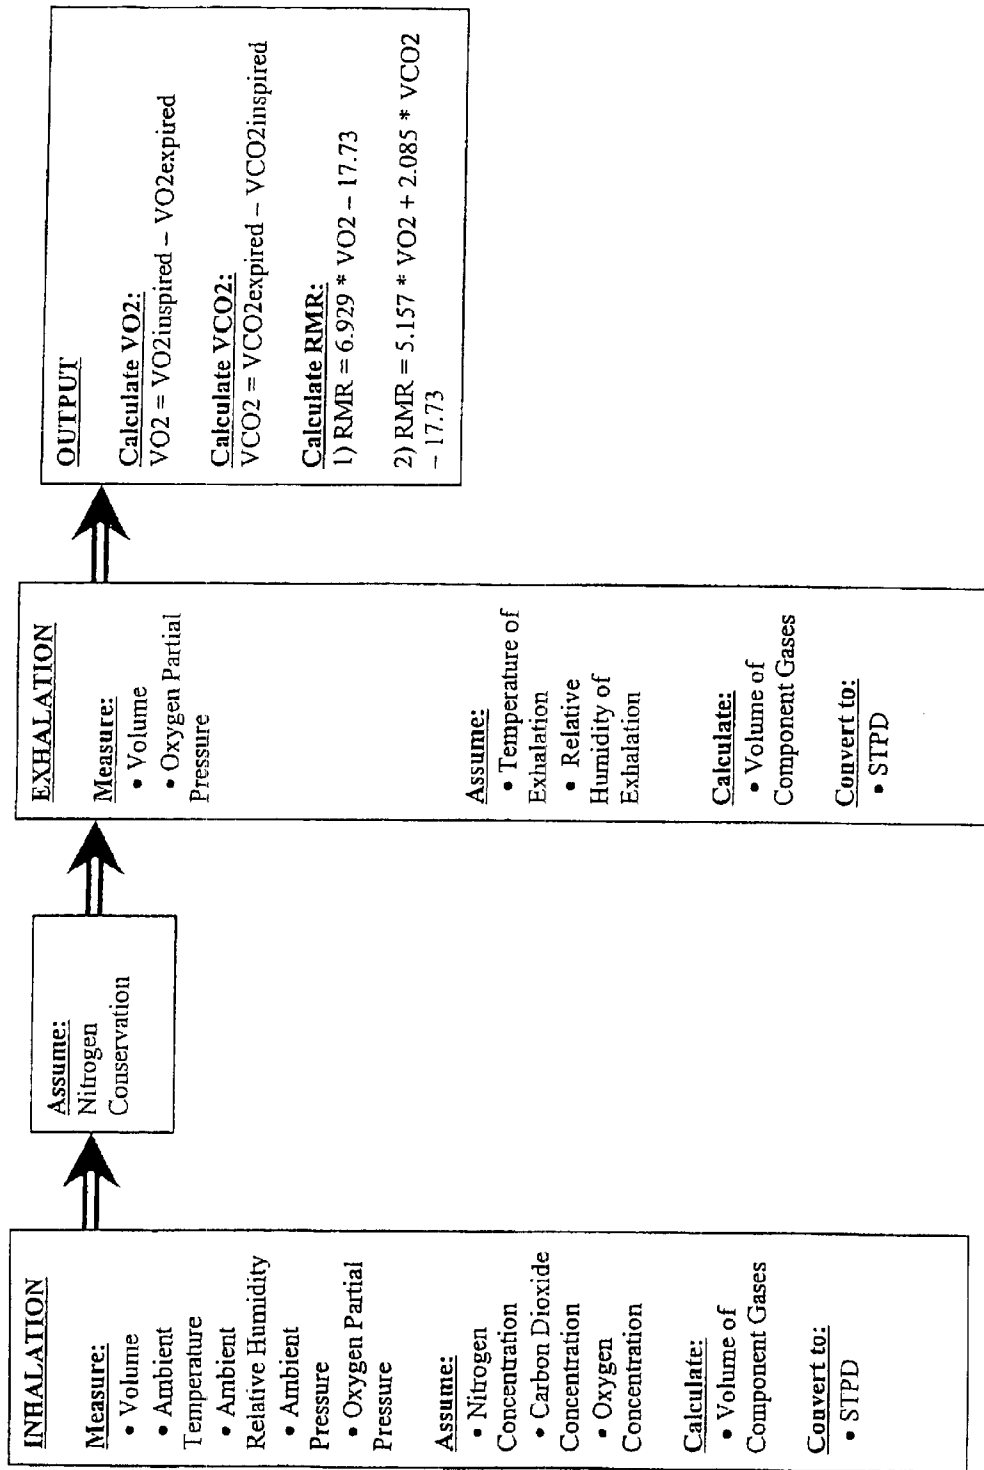 INHALATION
Measure:
• Volume
• Ambient
Temperature
• Ambient
Relative Humidity
• Ambient
Pressure
• Oxygen Partial
Pressure
Assume:
• Nitrogen
Concentration
• Carbon Dioxide
Concentration
• Oxygen
Concentration
Calculate:
• Volume of
Component Gases
Convert to:
• STPD
Assume:
Nitrogen
Conservation
EXHALATION
Measure:
• Volume
• Oxygen Partial
Pressure
Assume:
• Temperature of
Exhalation
• Relative
Humidity of
Exhalation
Calculate:
• Volume of
Component Gases
Convert to:
• STPD
OUTPUT
Calculate VO2:
VO2 = VO2inspired – VO2expired
Calculate VCO2:
VCO2 = VCO2expired – VCO2inspired
Calculate RMR:
1) RMR = 6.929 * VO2 – 17.73
2) RMR = 5.157 * VO2 + 2.085 * VCO2
– 17.73